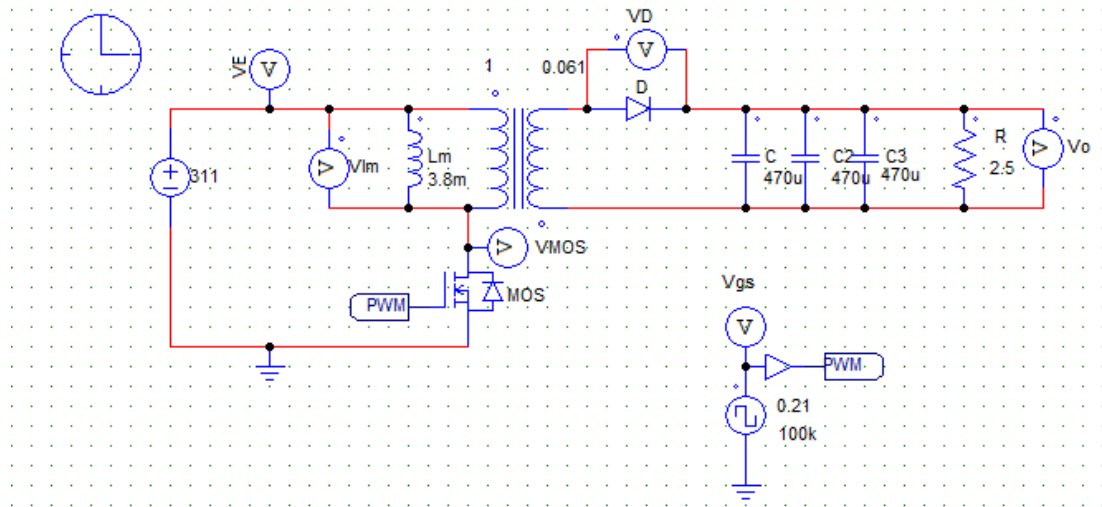 VD
V
VE
V
1
0.061
D
311
V
Vlm
Lm
3.8m
C
470u
C2
470u
C3
470u
R
2.5
V
Vo
V
VMOS
PWM
MOS
Vgs
V
PWM
0.21
100k